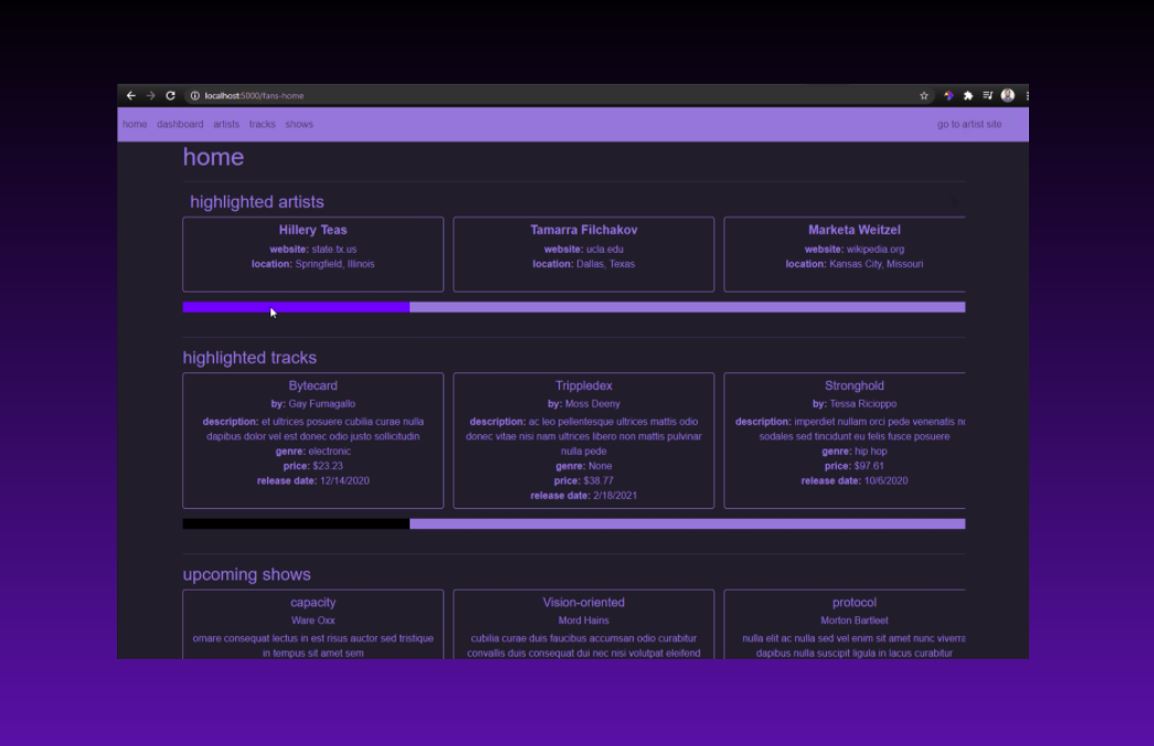 localhost:5000/fans-home
home dashboard artists tracks shows go to artist site
home
highlighted artists
Hillery Teas
website: state.tx.us
location: Springfield, Illinois
Tamarra Filchakov
website: ucla.edu
location: Dallas, Texas
Marketa Weitzel
website: wikipedia.org
location: Kansas City, Missouri
highlighted tracks
Bytecard
by: Gay Fumagallo
description: et ultrices posuere cubilia curae nulla
dapibus dolor vel est donec odio justo sollicitudin
genre: electronic
price: $23.23
release date: 12/14/2020
Trippledex
by: Moss Deeny
description: ac leo pellentesque ultrices mattis odio
donec vitae nisi nam ultrices libero non mattis pulvinar
nulla pede
genre: None
price: $38.77
release date: 2/18/2021
Stronghold
by: Tessa Ricioppo
description: imperdiet nullam orci pede venenatis
sodales sed tincidunt eu felis fusce posuere
genre: hip hop
price: $97.61
release date: 10/6/2020
upcoming shows
capacity
Ware Oxx
ornare consequat lectus in est risus auctor sed tristique
in tempus sit amet sem
Vision-oriented
Mord Hains
cubilia curae duis faucibus accumsan odio curabitur
convallis duis consequat dui nec nisi volutpat eleifend
protocol
Morton Bartleet
nulla elit ac nulla sed vel enim sit amet nunc viverra
dapibus nulla suscipit ligula in lacus curabitur